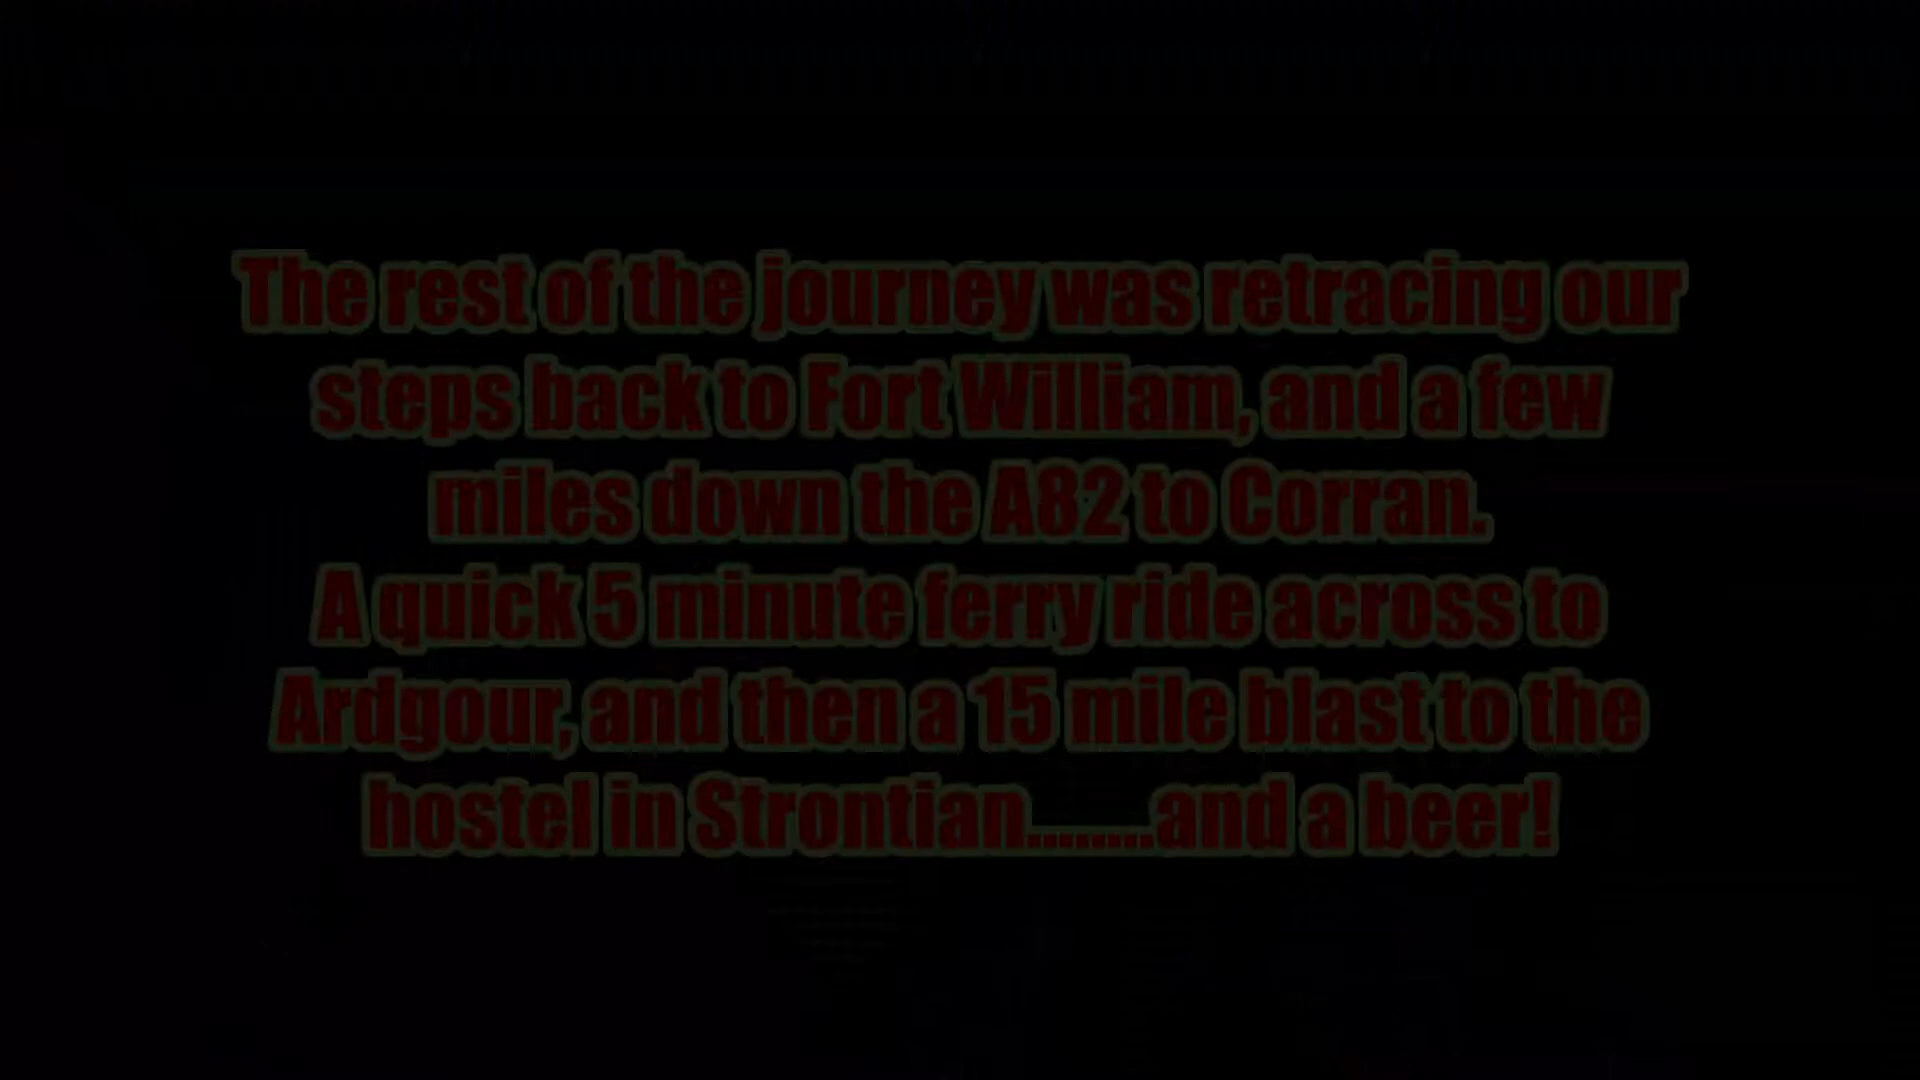 The rest of the journey was retracing our
steps back to Fort William, and a few
miles down the A82 to Corran.
A quick 5 minute ferry ride across to
Ardgour, and then a 15 mile blast to the
hostel in Strontian........and a beer!